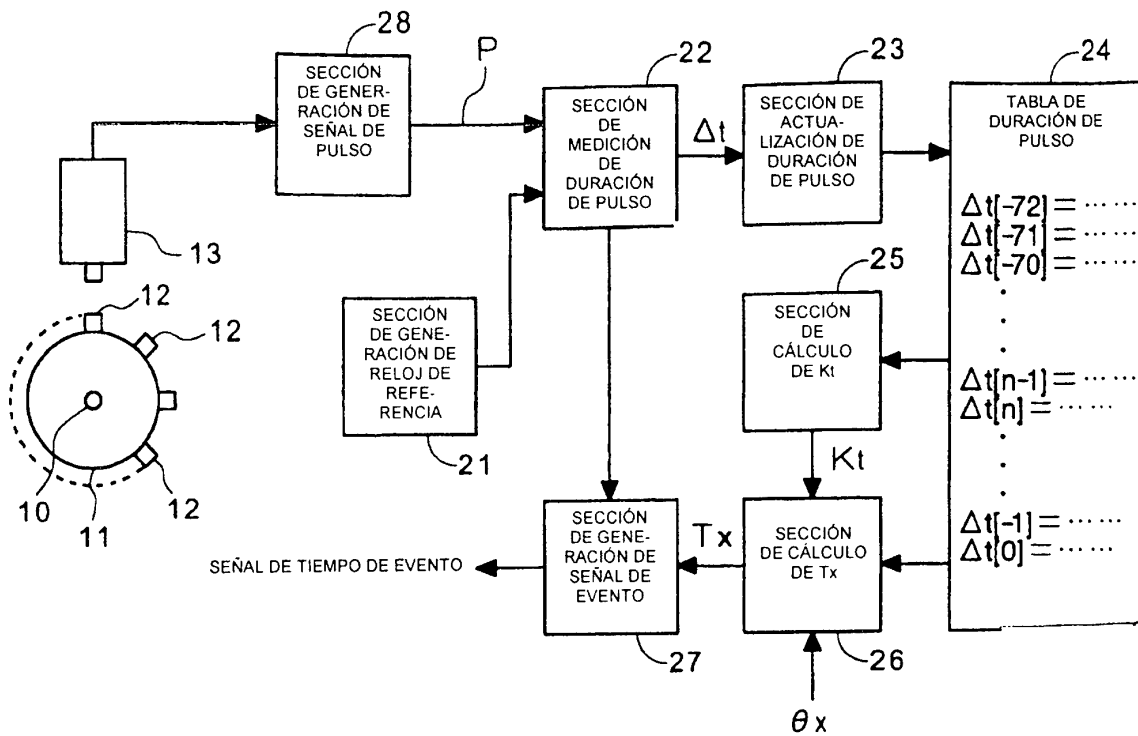 28
SECCIÓN
DE GENER-
RACIÓN DE
SEÑAL DE
PULSO
P
22
SECCIÓN
DE
MEDICIÓN
DE
DURACIÓN
DE PULSO
Δt
23
SECCIÓN DE
ACTUA-
LIZACIÓN DE
DURACIÓN
DE PULSO
24
TABLA DE
DURACIÓN DE
PULSO
Δt[-72] = ··· ···
Δt[-71] = ··· ···
Δt[-70] = ··· ···
Δt[n-1] = ··· ···
Δt[n] = ··· ···
Δt[-1] = ··· ···
Δt[0] = ··· ···
13
12
12
12
10
11
SECCIÓN
DE GENE-
RACIÓN DE
RELOJ DE
REFE-
RENCIA
21
25
SECCIÓN
DE
CÁLCULO
DE Kt
Kt
SECCIÓN
DE CÁLCULO
DE Tx
26
θx
Tx
SECCIÓN
DE GENE-
RACIÓN DE
SEÑAL DE
EVENTO
27
SEÑAL DE TIEMPO DE EVENTO